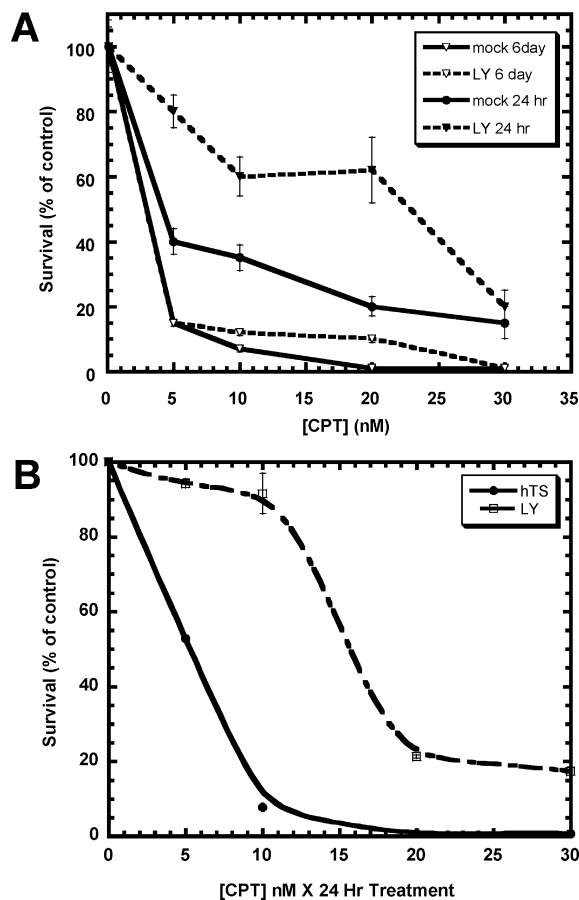 A
Survival (% of control)
100
80
60
40
20
0
mock 6day
LY 6 day
mock 24 hr
LY 24 hr
0 5 10 15 20 25 30 35
[CPT] (nM)
B
Survival (% of control)
100
80
60
40
20
0
hTS
LY
0 5 10 15 20 25 30
[CPT] nM X 24 Hr Treatment